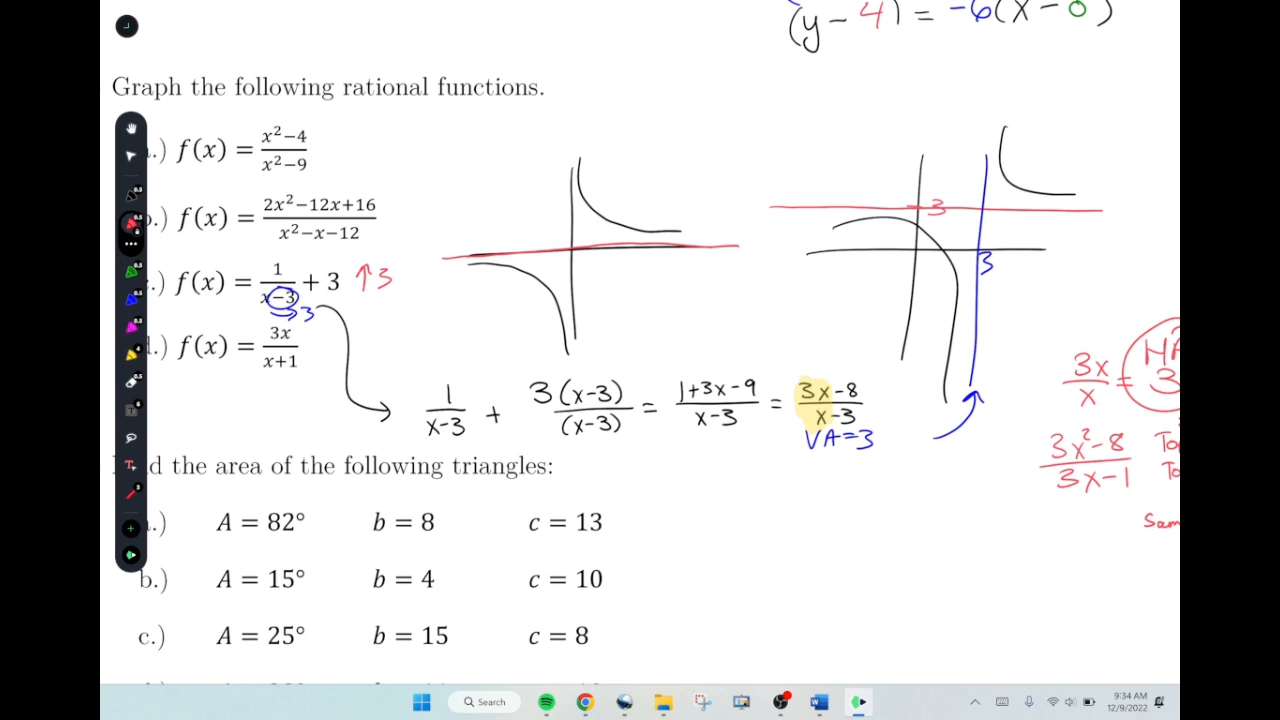 (y - 4) = -6(x - 0)
Graph the following rational functions.
.) f(x) = x²−4 / x²−9
.) f(x) = 2x²−12x+16 / x²−x−12
.) f(x) = 1 / x−3 + 3 ↑3
→ 3
.) f(x) = 3x / x+1
3
3
1 / x-3 + 3(x-3) / (x-3) = 1+3x-9 / x-3 = 3x-8 / x-3
VA=3
3x / x = HA 3
3x²-8 / 3x-1
the area of the following triangles:
.) A = 82° b = 8 c = 13
b.) A = 15° b = 4 c = 10
c.) A = 25° b = 15 c = 8
Search
9:34 AM
12/9/2022